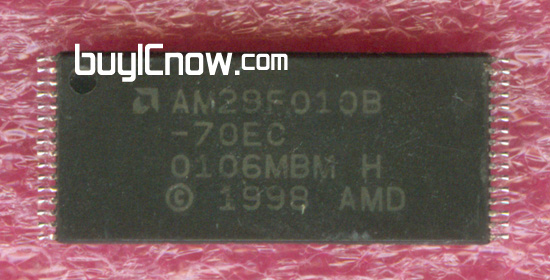 buyICnow.com
AM29F010B
-70EC
0106MBM H
© 1998 AMD